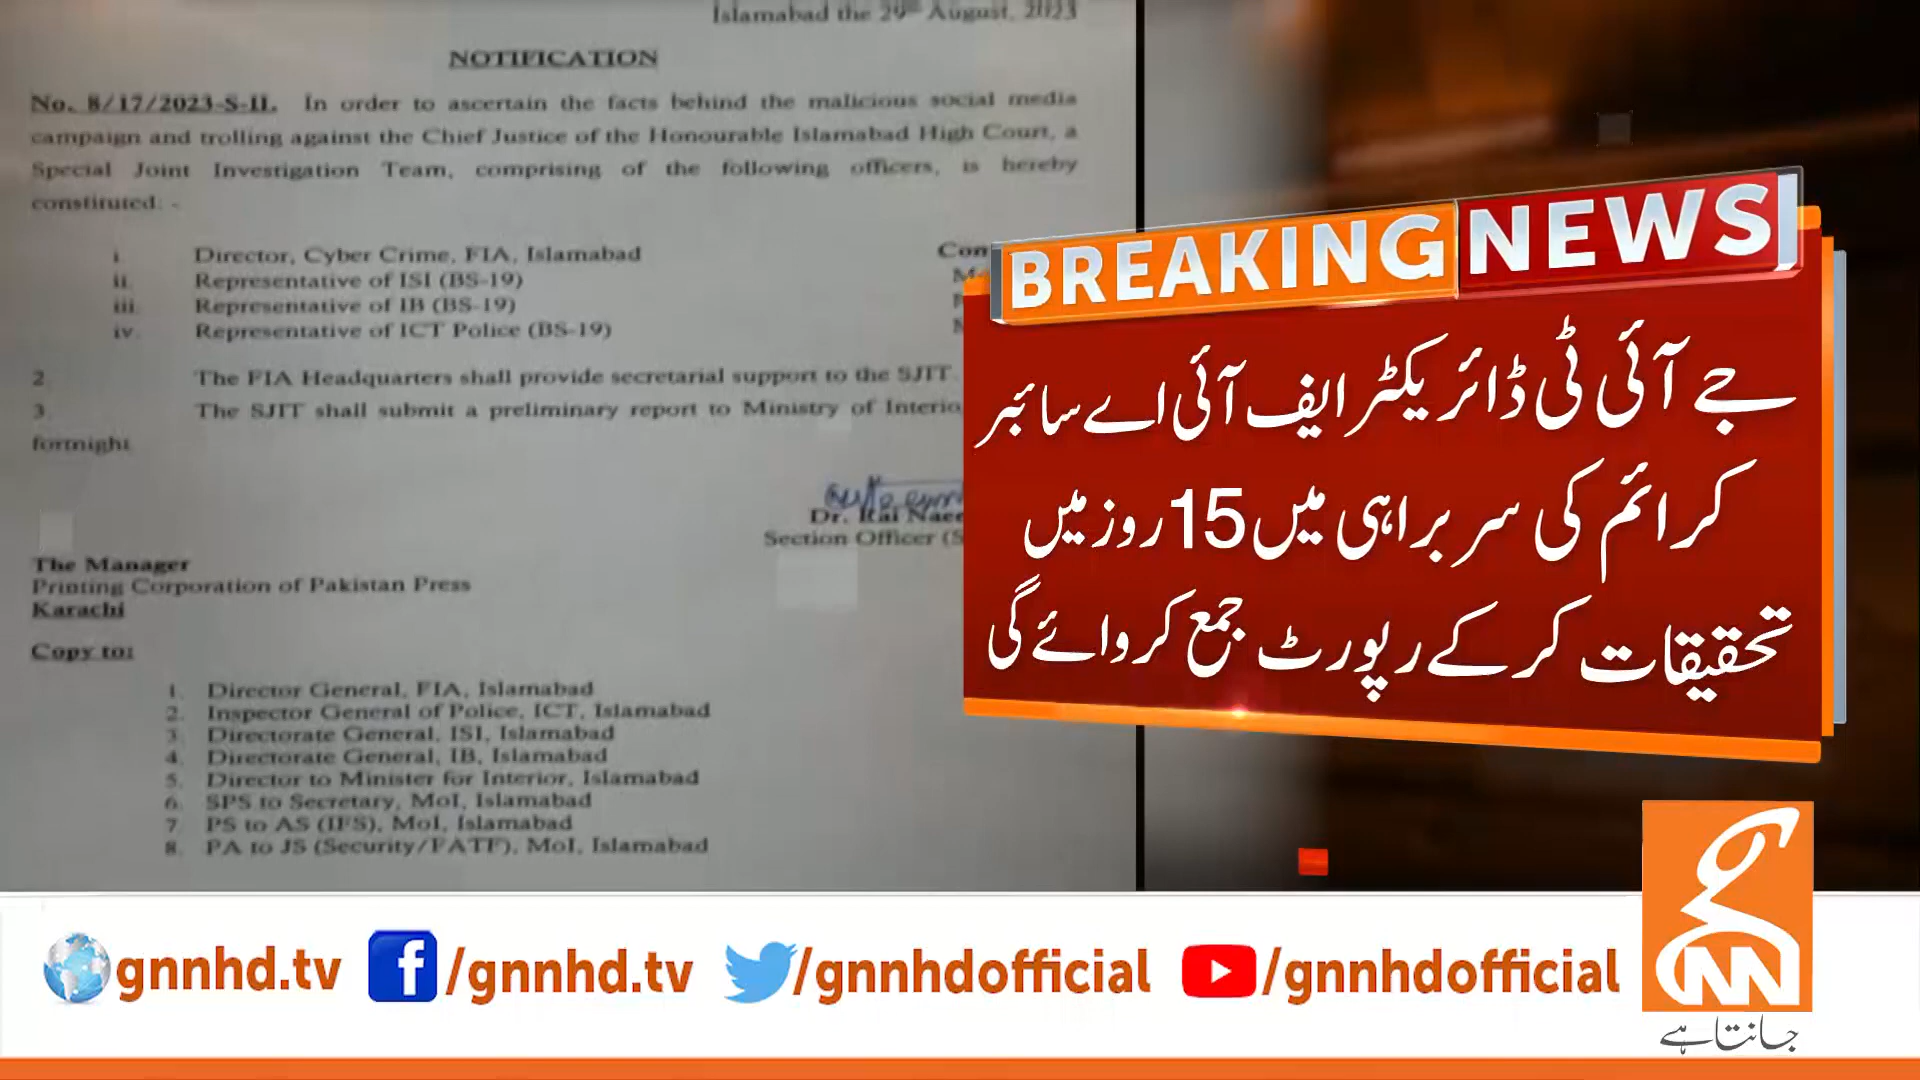 Islamabad the 29th August, 2023
NOTIFICATION
No. 8/17/2023-S-II. In order to ascertain the facts behind the malicious social media
campaign and trolling against the Chief Justice of the Honourable Islamabad High Court, a
Special Joint Investigation Team, comprising of the following officers, is hereby
constituted: -
i. Director, Cyber Crime, FIA, Islamabad
ii. Representative of ISI (BS-19)
iii. Representative of IB (BS-19)
iv. Representative of ICT Police (BS-19)
2. The FIA Headquarters shall provide secretarial support to the SJIT.
3. The SJIT shall submit a preliminary report to Ministry of
fortnight
Dr. Rai
Section Officer
The Manager
Printing Corporation of Pakistan Press
Karachi
Copy to:
1. Director General, FIA, Islamabad
2. Inspector General of Police, ICT, Islamabad
3. Directorate General, ISI, Islamabad
4. Directorate General, IB, Islamabad
5. Director to Minister for Interior, Islamabad
6. SPS to Secretary, MoI, Islamabad
7. PS to AS (IFS), MoI, Islamabad
8. PA to JS (Security/FATF), MoI, Islamabad
BREAKING NEWS
جے آئی ٹی ڈائریکٹر ایف آئی اے سائبر
کرائم کی سربراہی میں 15 روز میں
تحقیقات کرکے رپورٹ جمع کروائے گی
gnnhd.tv /gnnhd.tv /gnnhdofficial /gnnhdofficial
GNN
جانتا ہے